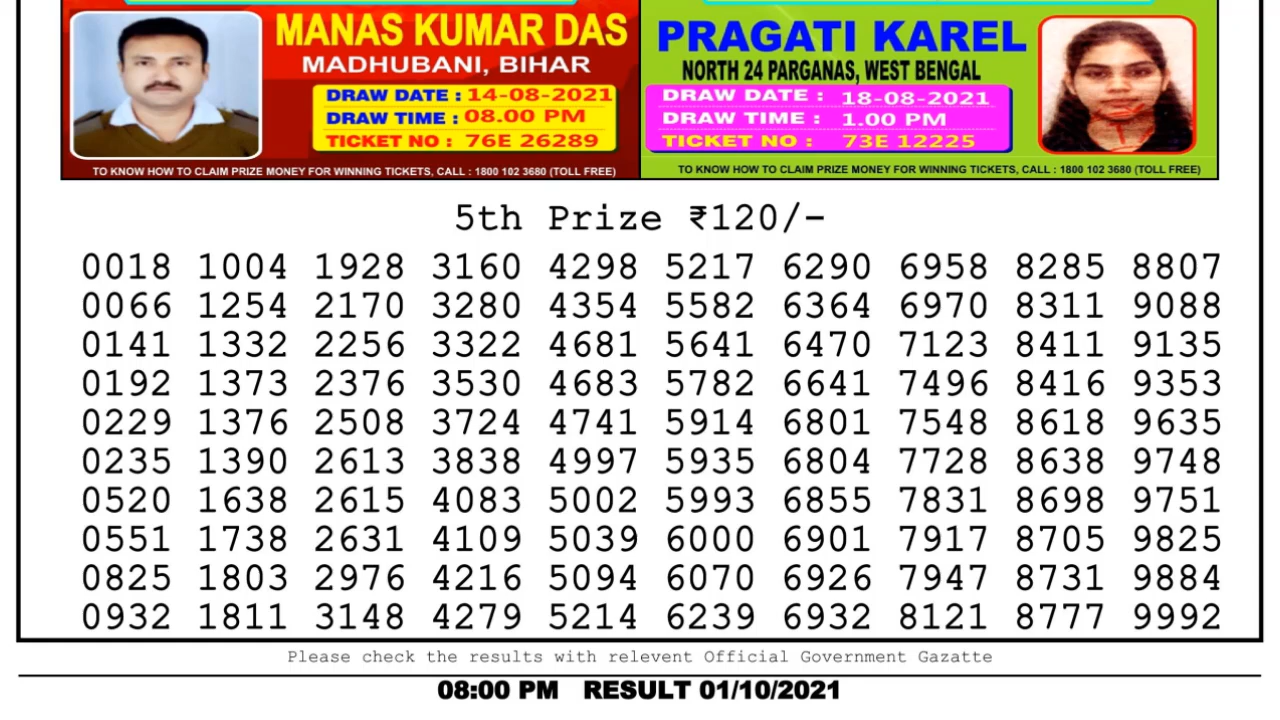 MANAS KUMAR DAS
MADHUBANI, BIHAR
DRAW DATE : 14-08-2021
DRAW TIME : 08.00 PM
TICKET NO : 76E 26289
TO KNOW HOW TO CLAIM PRIZE MONEY FOR WINNING TICKETS, CALL : 1800 102 3680 (TOLL FREE)
PRAGATI KAREL
NORTH 24 PARGANAS, WEST BENGAL
DRAW DATE : 18-08-2021
DRAW TIME : 1.00 PM
TICKET NO : 73E 12225
TO KNOW HOW TO CLAIM PRIZE MONEY FOR WINNING TICKETS, CALL : 1800 102 3680 (TOLL FREE)
5th Prize ₹120/-
0018 1004 1928 3160 4298 5217 6290 6958 8285 8807
0066 1254 2170 3280 4354 5582 6364 6970 8311 9088
0141 1332 2256 3322 4681 5641 6470 7123 8411 9135
0192 1373 2376 3530 4683 5782 6641 7496 8416 9353
0229 1376 2508 3724 4741 5914 6801 7548 8618 9635
0235 1390 2613 3838 4997 5935 6804 7728 8638 9748
0520 1638 2615 4083 5002 5993 6855 7831 8698 9751
0551 1738 2631 4109 5039 6000 6901 7917 8705 9825
0825 1803 2976 4216 5094 6070 6926 7947 8731 9884
0932 1811 3148 4279 5214 6239 6932 8121 8777 9992
Please check the results with relevent Official Government Gazatte
08:00 PM RESULT 01/10/2021